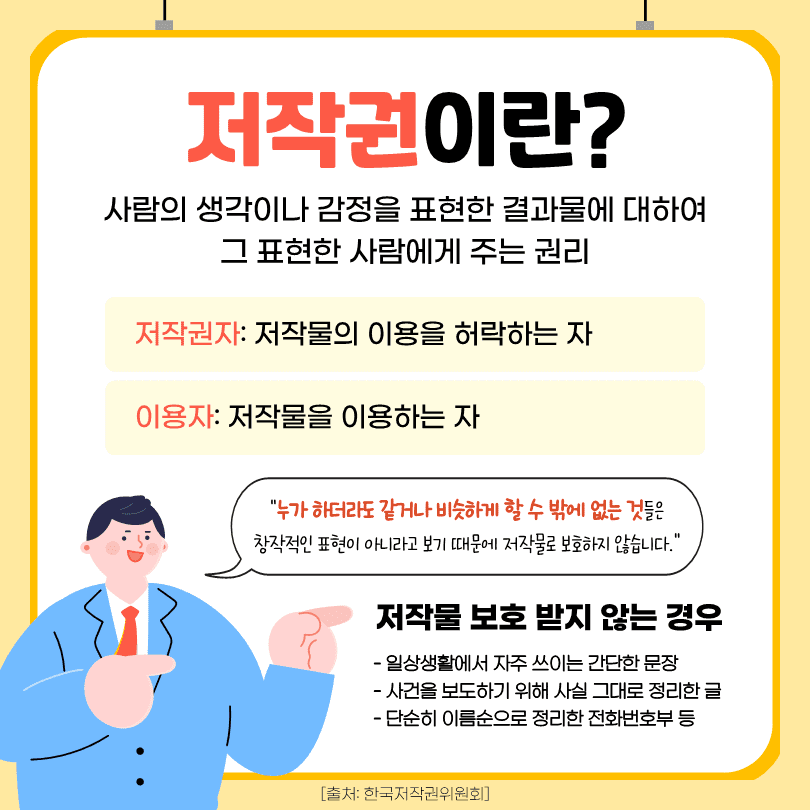 저작권이란?
사람의 생각이나 감정을 표현한 결과물에 대하여
그 표현한 사람에게 주는 권리
저작권자: 저작물의 이용을 허락하는 자
이용자: 저작물을 이용하는 자
"누가 하더라도 같거나 비슷하게 할 수 밖에 없는 것들은
창작적인 표현이 아니라고 보기 때문에 저작물로 보호하지 않습니다."
저작물 보호 받지 않는 경우
- 일상생활에서 자주 쓰이는 간단한 문장
- 사건을 보도하기 위해 사실 그대로 정리한 글
- 단순히 이름순으로 정리한 전화번호부 등
[출처: 한국저작권위원회]